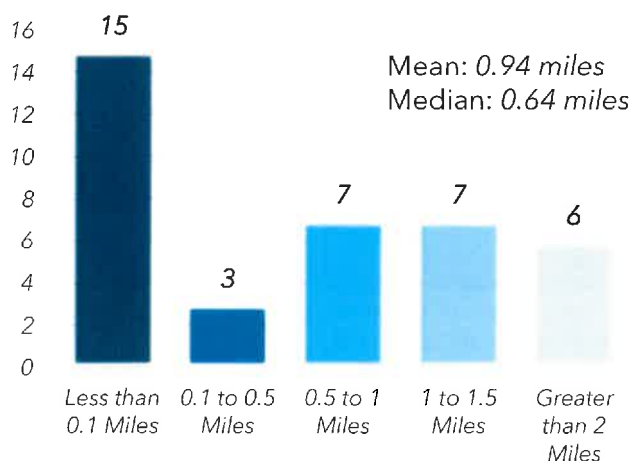 16
14
12
10
8
6
4
2
0
15
3
7
7
6
Mean: 0.94 miles
Median: 0.64 miles
Less than
0.1 Miles
0.1 to 0.5
Miles
0.5 to 1
Miles
1 to 1.5
Miles
Greater
than 2
Miles